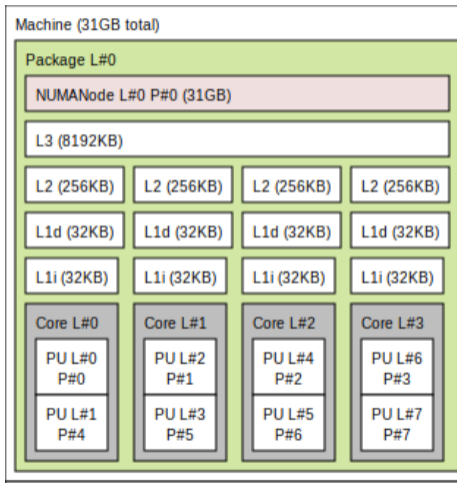 Machine (31GB total)
Package L#0
NUMANode L#0 P#0 (31GB)
L3 (8192KB)
L2 (256KB) L2 (256KB) L2 (256KB) L2 (256KB)
L1d (32KB) L1d (32KB) L1d (32KB) L1d (32KB)
L1i (32KB) L1i (32KB) L1i (32KB) L1i (32KB)
Core L#0 Core L#1 Core L#2 Core L#3
PU L#0 PU L#2 PU L#4 PU L#6
P#0 P#1 P#2 P#3
PU L#1 PU L#3 PU L#5 PU L#7
P#4 P#5 P#6 P#7